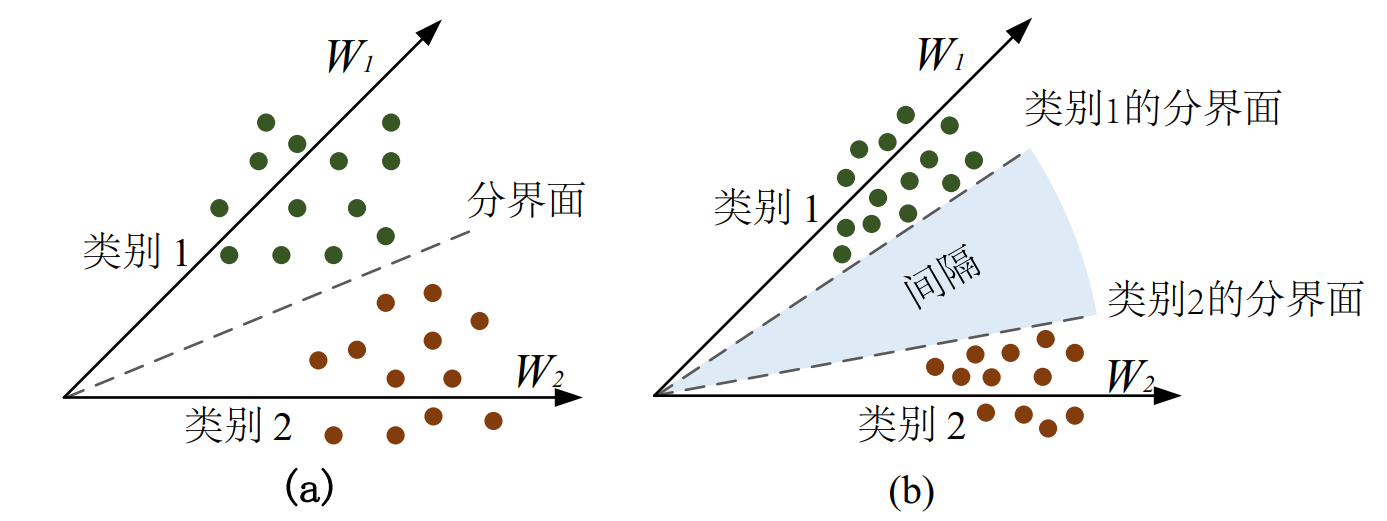 W1
分界面
类别 1
W2
类别 2
(a)
W1
类别1的分界面
类别 1
间隔
类别2的分界面
W2
类别 2
(b)